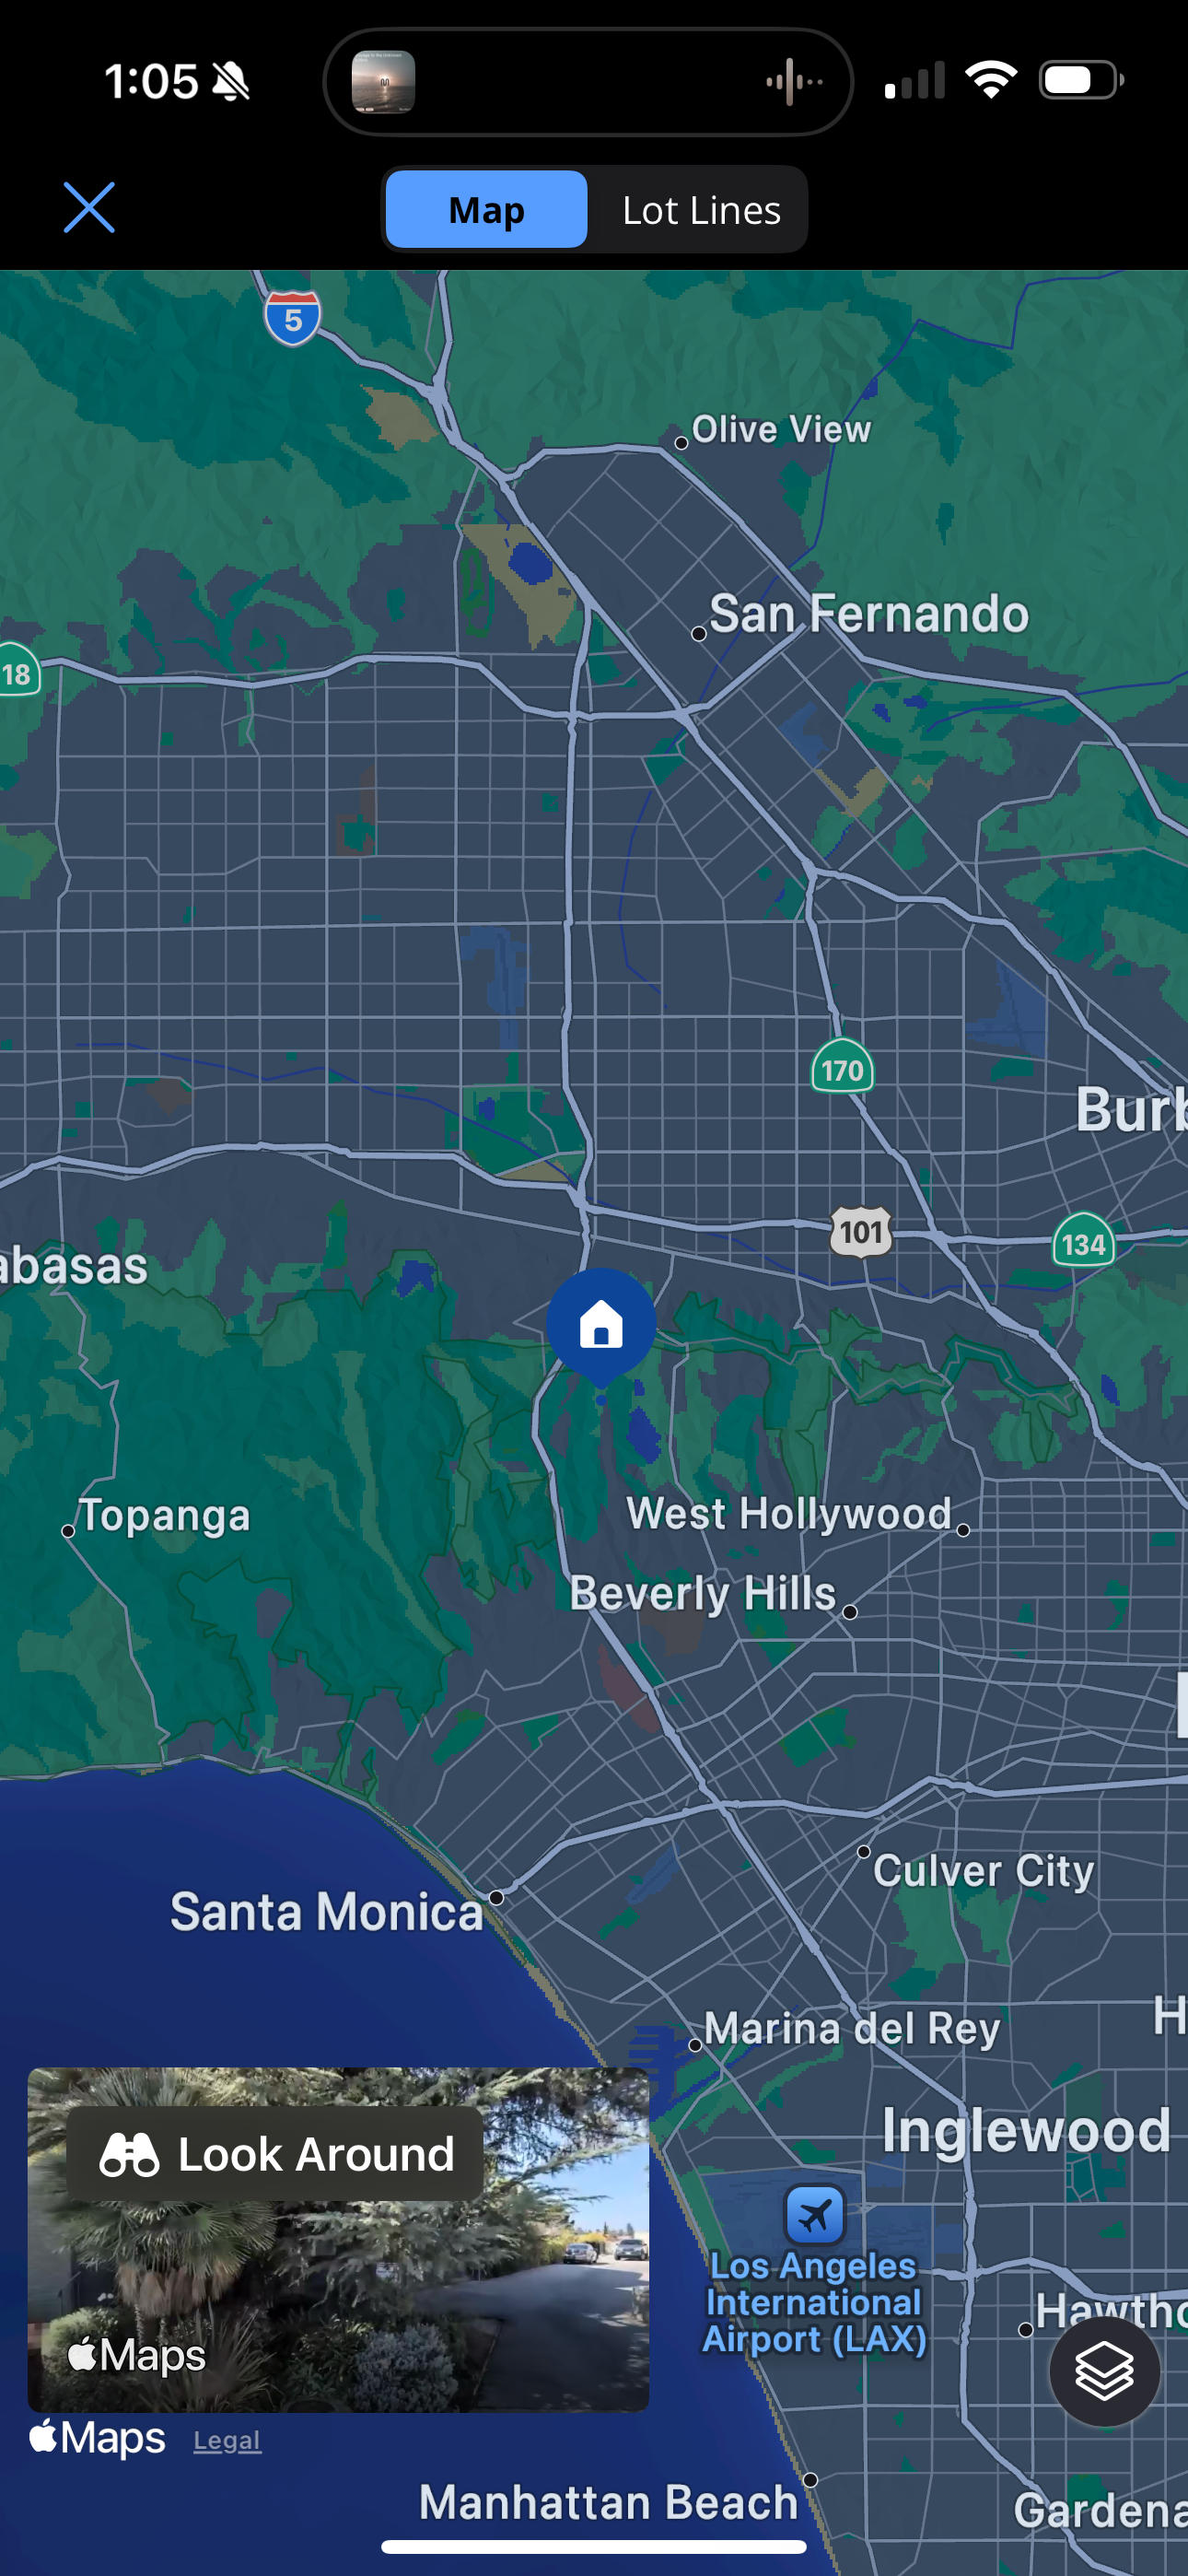 1:05
Map
Lot Lines
5
Olive View
San Fernando
18
170
Burb
101
134
abasas
Topanga
West Hollywood
Beverly Hills
Culver City
Santa Monica
Marina del Rey
H
Inglewood
Look Around
Los Angeles
International
Airport (LAX)
Hawtho
Maps
Maps
Legal
Manhattan Beach
Gardena